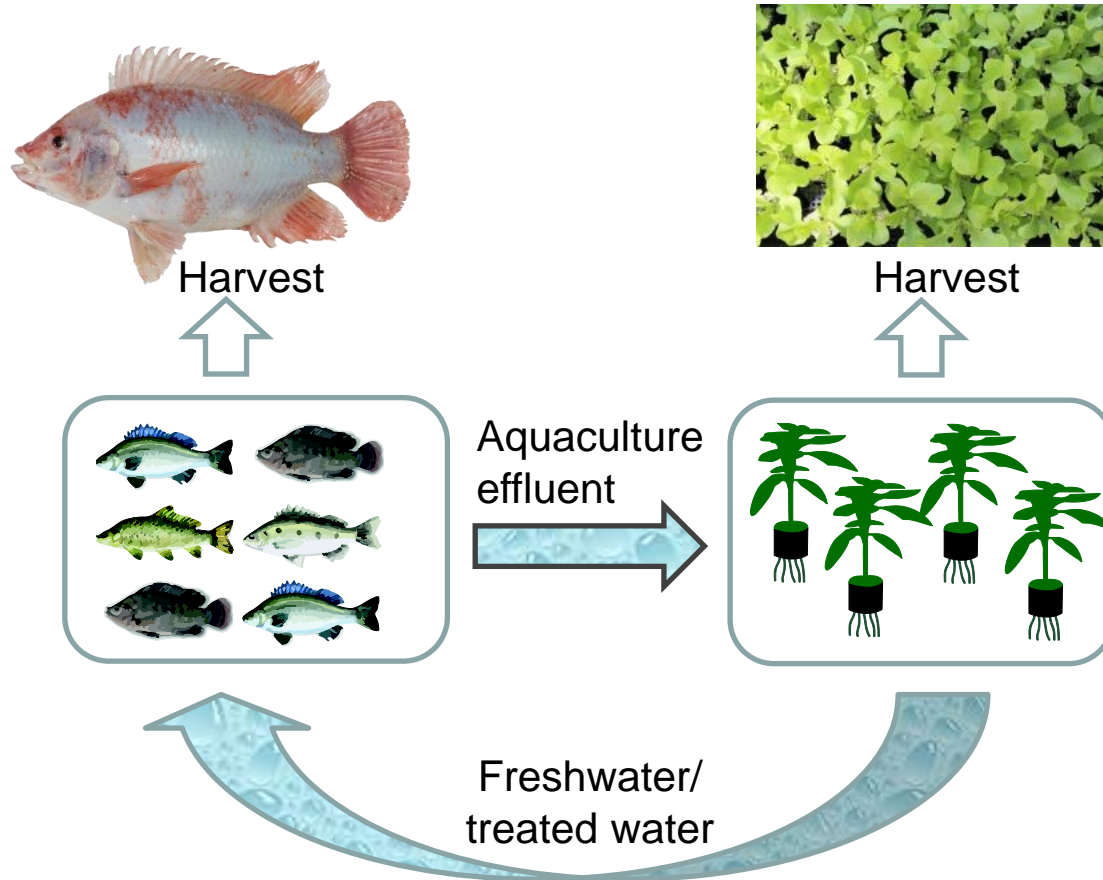 Harvest
Harvest
Aquaculture
effluent
Freshwater/
treated water